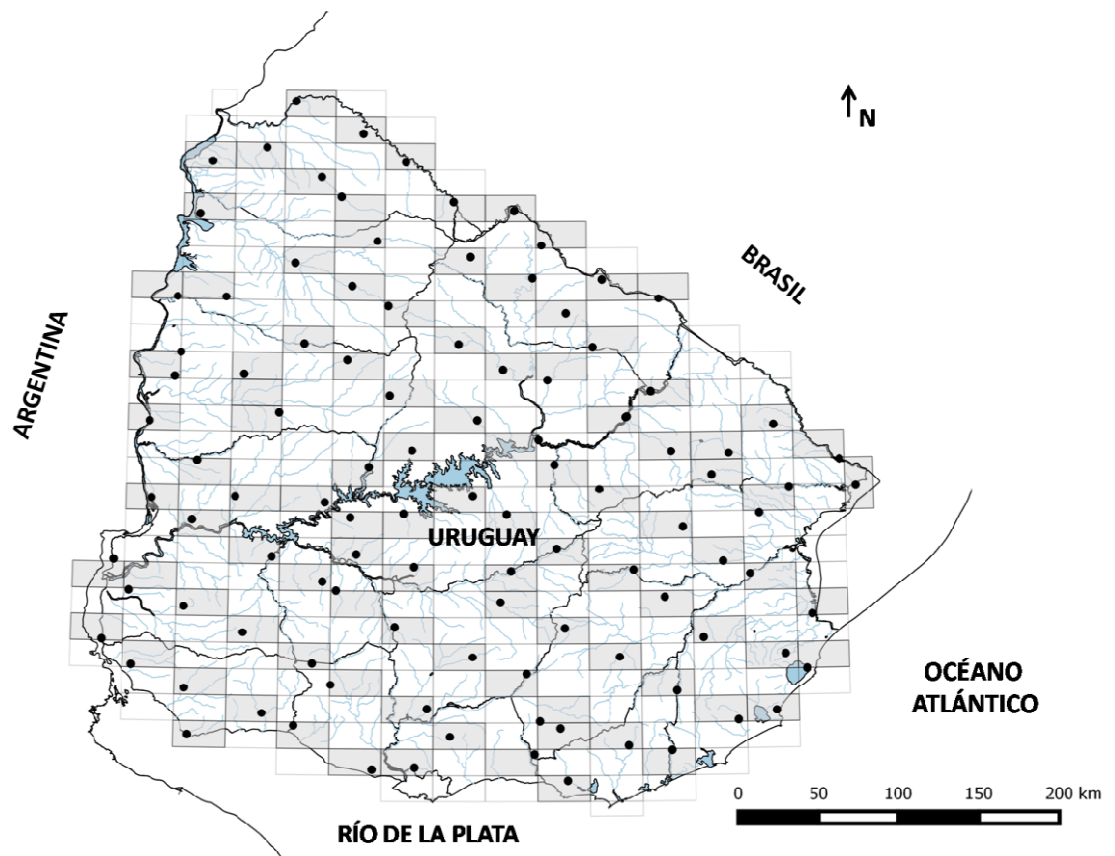 N
BRASIL
ARGENTINA
URUGUAY
OCÉANO
ATLÁNTICO
0 50 100 150 200 km
RÍO DE LA PLATA